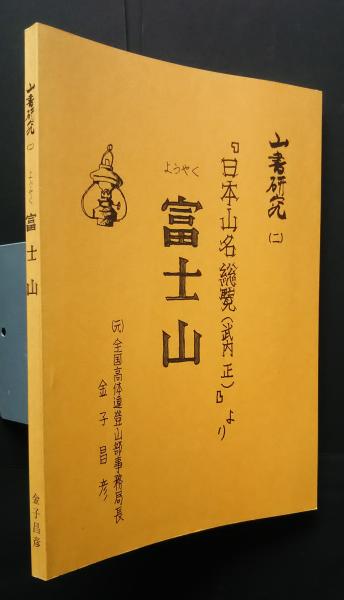 山書研究(二)
『日本山名総覧(武内正)』より
ようやく
富士山
(元)全国高体連登山部事務局長
金子昌彦
山書研究(二)
ようやく
富士山
金子昌彦